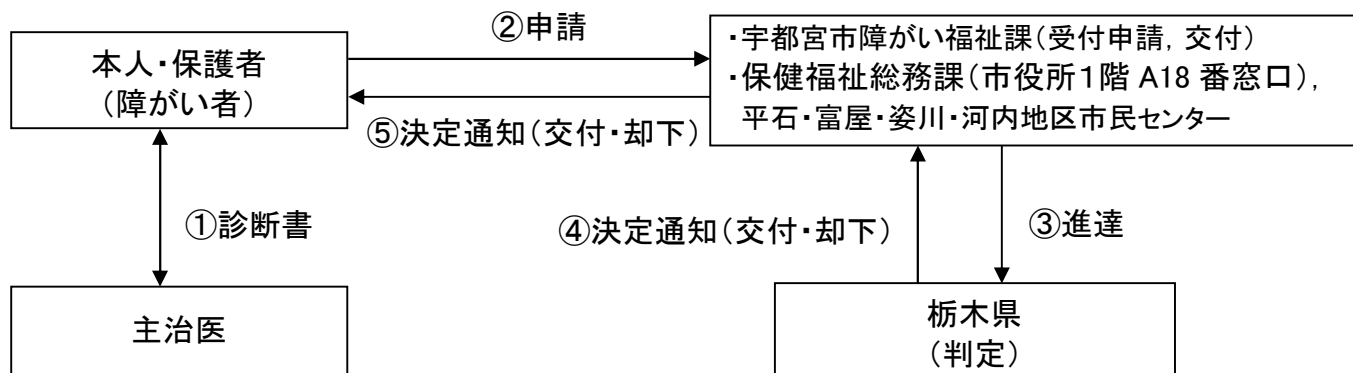 ②申請
・宇都宮市障がい福祉課(受付申請, 交付)
・保健福祉総務課(市役所1階 A18 番窓口),
平石・富屋・姿川・河内地区市民センター
本人・保護者
(障がい者)
⑤決定通知(交付・却下)
①診断書
④決定通知(交付・却下)
③進達
主治医
栃木県
(判定)